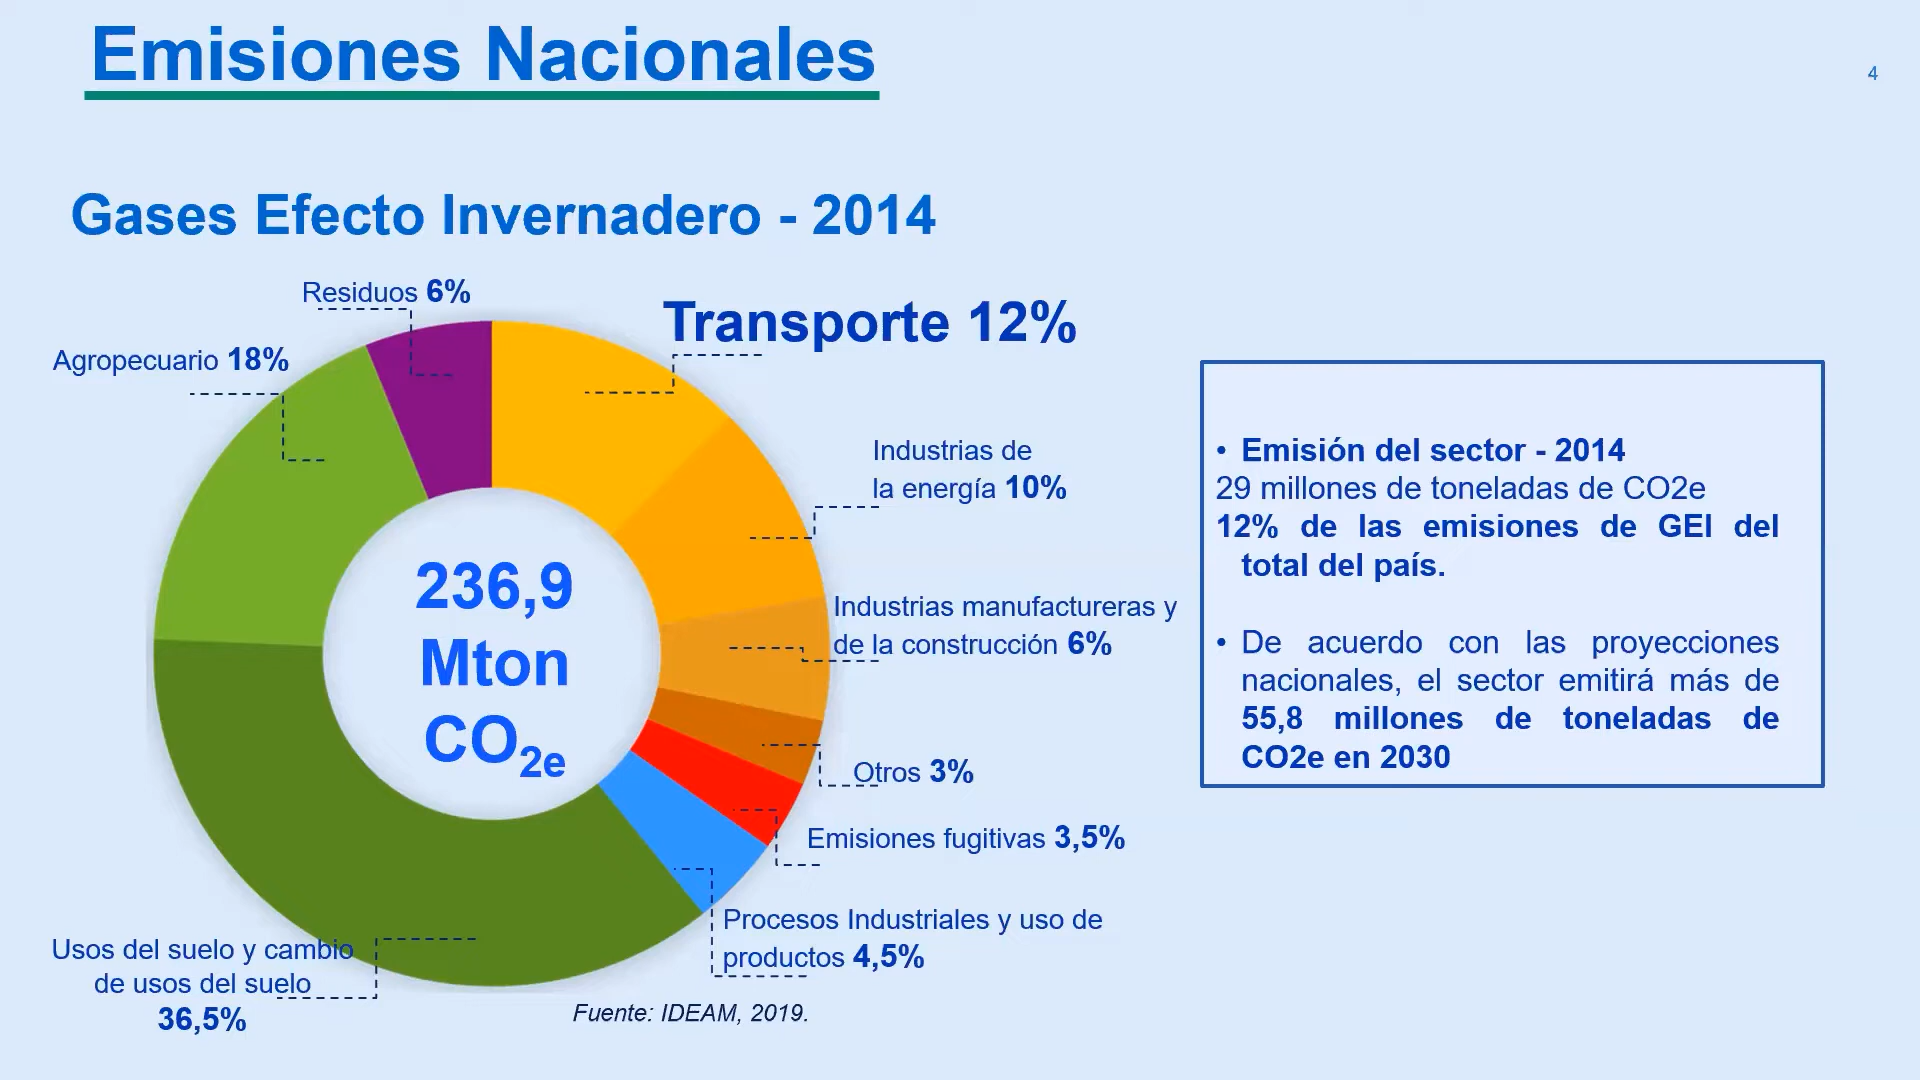 Emisiones Nacionales
4
Gases Efecto Invernadero - 2014
Residuos 6%
Transporte 12%
Agropecuario 18%
Industrias de
la energía 10%
Industrias manufactureras y
de la construcción 6%
Otros 3%
Emisiones fugitivas 3,5%
Procesos Industriales y uso de
productos 4,5%
Usos del suelo y cambio
de usos del suelo
36,5%
236,9
Mton
CO2e
Fuente: IDEAM, 2019.
• Emisión del sector - 2014
29 millones de toneladas de CO2e
12% de las emisiones de GEI del
total del país.
• De acuerdo con las proyecciones
nacionales, el sector emitirá más de
55,8 millones de toneladas de
CO2e en 2030